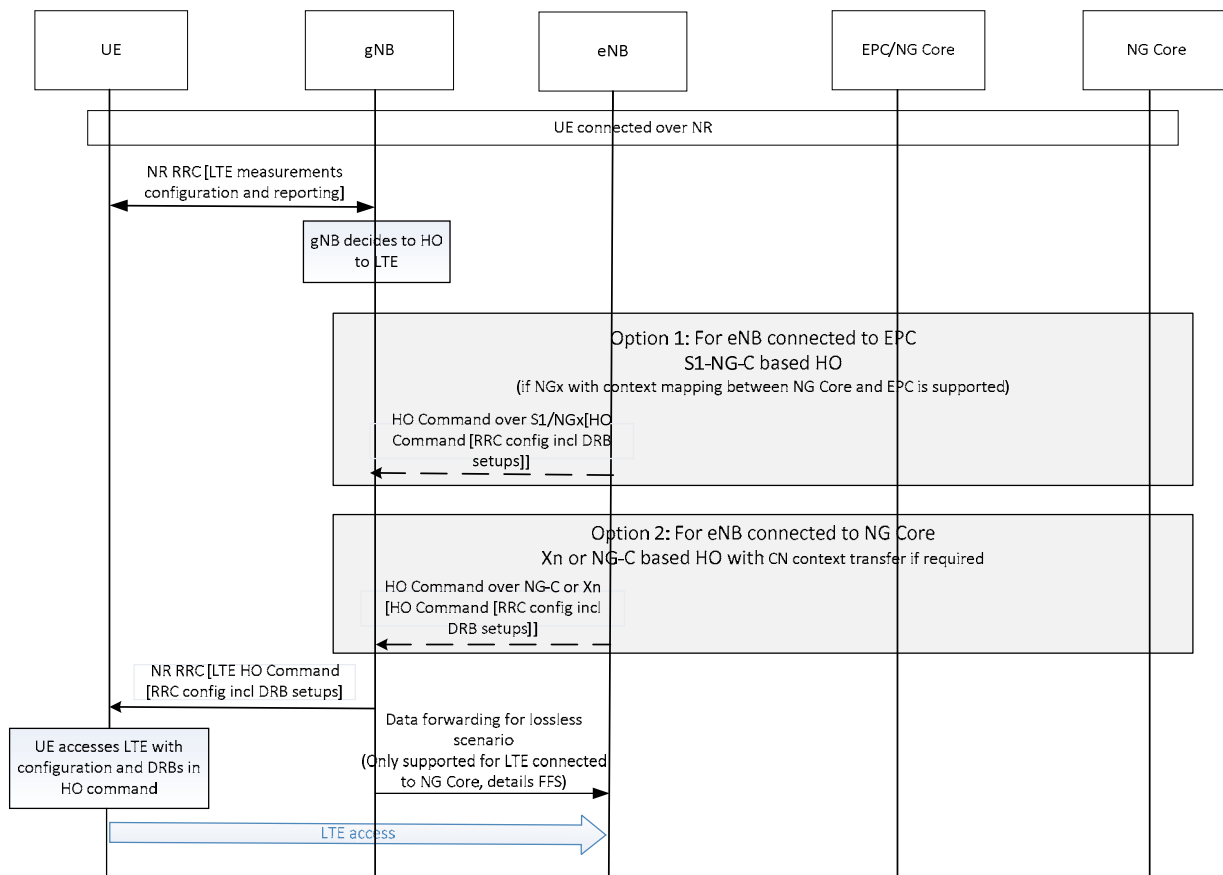 UE
gNB
eNB
EPC/NG Core
NG Core
UE connected over NR
NR RRC [LTE measurements
configuration and reporting]
gNB decides to HO
to LTE
Option 1: For eNB connected to EPC
S1-NG-C based HO
(if NGx with context mapping between NG Core and EPC is supported)
HO Command over S1/NGx[HO
Command [RRC config incl DRB
setups]]
Option 2: For eNB connected to NG Core
Xn or NG-C based HO with CN context transfer if required
HO Command over NG-C or Xn
[HO Command [RRC config incl
DRB setups]]
NR RRC [LTE HO Command
[RRC config incl DRB setups]
Data forwarding for lossless
scenario
(Only supported for LTE connected
to NG Core, details FFS)
UE accesses LTE with
configuration and DRBs in
HO command
LTE access